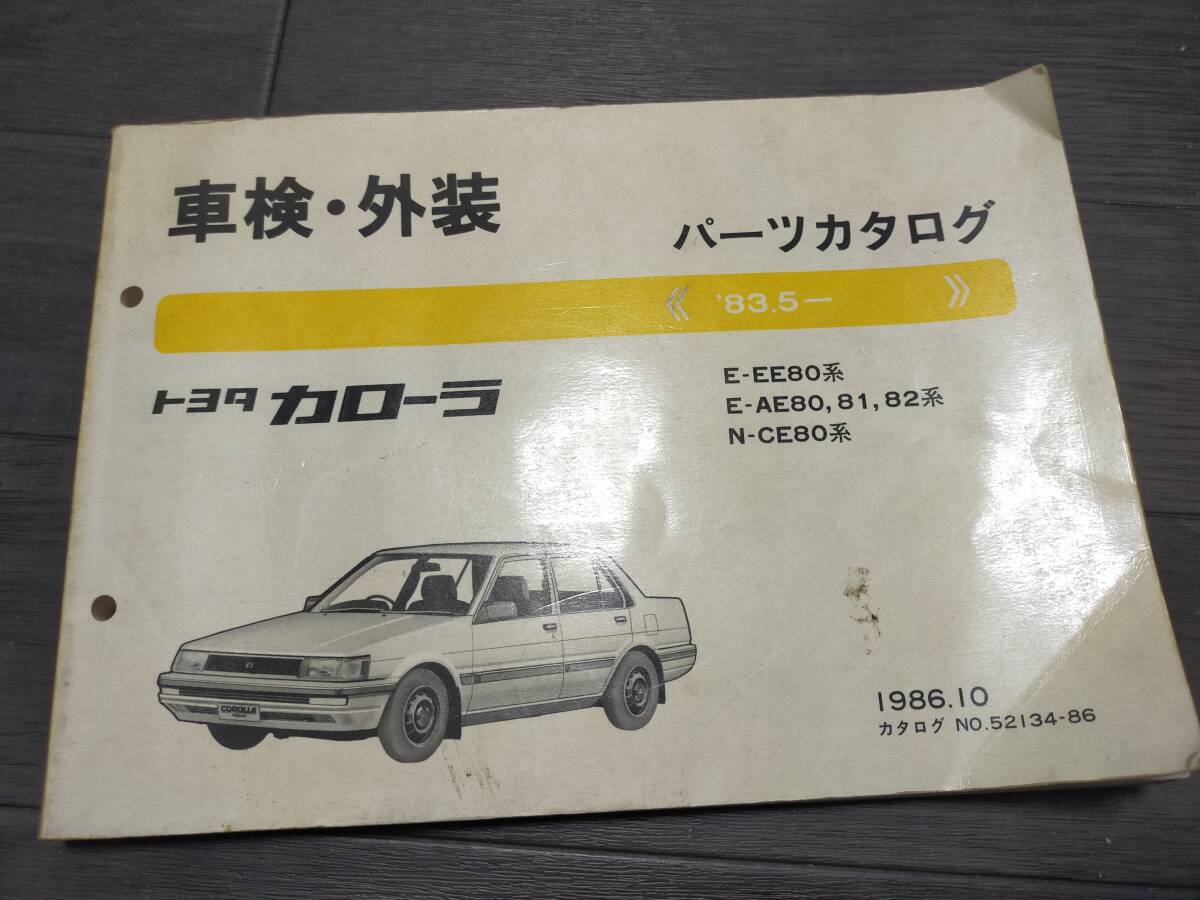 車検・外装
パーツカタログ
《 '83.5ー 》
トヨタ カローラ
E-EE80系
E-AE80, 81, 82系
N-CE80系
COROLLA
1986.10
カタログ NO.52134-86